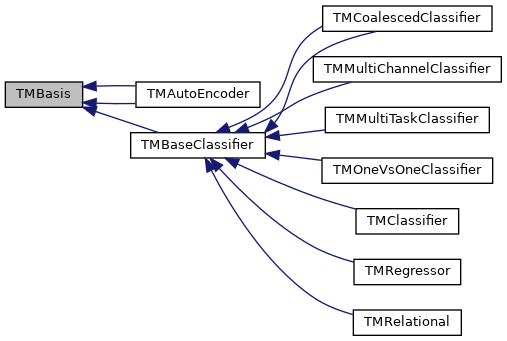 TMCoalescedClassifier
TMMultiChannelClassifier
TMBasis
TMAutoEncoder
TMMultiTaskClassifier
TMBaseClassifier
TMOneVsOneClassifier
TMClassifier
TMRegressor
TMRelational